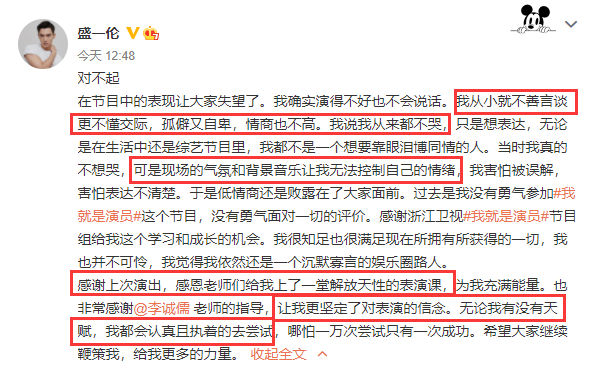 盛一伦
今天 12:48
对不起
在节目中的表现让大家失望了。我确实演得不好也不会说话。我从小就不善言谈
更不懂交际，孤僻又自卑，情商也不高。我说我从来都不哭，只是想表达，无论
是在生活中还是综艺节目里，我都不是一个想要靠眼泪博同情的人。当时我真的
不想哭，可是现场的气氛和背景音乐让我无法控制自己的情绪，我害怕被误解，
害怕表达不清楚。于是低情商还是败露在了大家面前。过去是我没有勇气参加#我
就是演员#这个节目，没有勇气面对一切的评价。感谢浙江卫视#我就是演员#节目
组给我这个学习和成长的机会。我很知足也很满足现在所拥有所获得的一切，我
也并不可怜，我觉得我依然还是一个沉默寡言的娱乐圈路人。
感谢上次演出，感恩老师们给我上了一堂解放天性的表演课，为我充满能量。也
非常感谢@李诚儒 老师的指导，让我更坚定了对表演的信念。无论我有没有天
赋，我都会认真且执着的去尝试，哪怕一万次尝试只有一次成功。希望大家继续
鞭策我，给我更多的力量。 收起全文